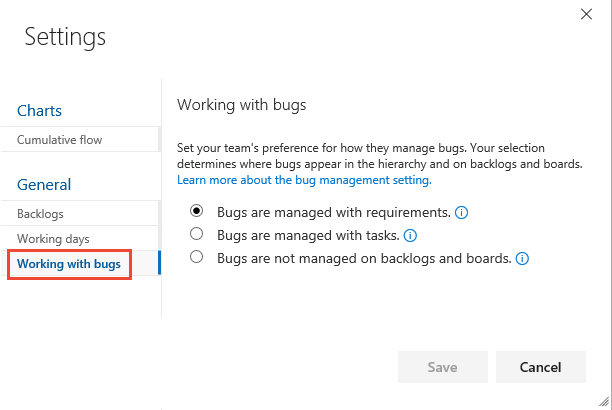 Settings
Charts
Cumulative flow
General
Backlogs
Working days
Working with bugs
Working with bugs
Set your team's preference for how they manage bugs. Your selection
determines where bugs appear in the hierarchy and on backlogs and boards.
Learn more about the bug management setting.
Bugs are managed with requirements.
Bugs are managed with tasks.
Bugs are not managed on backlogs and boards.
Save
Cancel